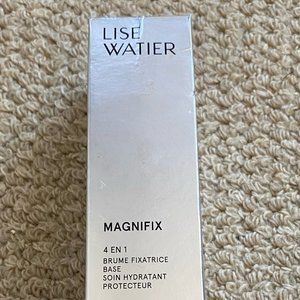 LISE
WATIER
MAGNIFIX
4 EN 1
BRUME FIXATRICE
BASE
SOIN HYDRATANT
PROTECTEUR